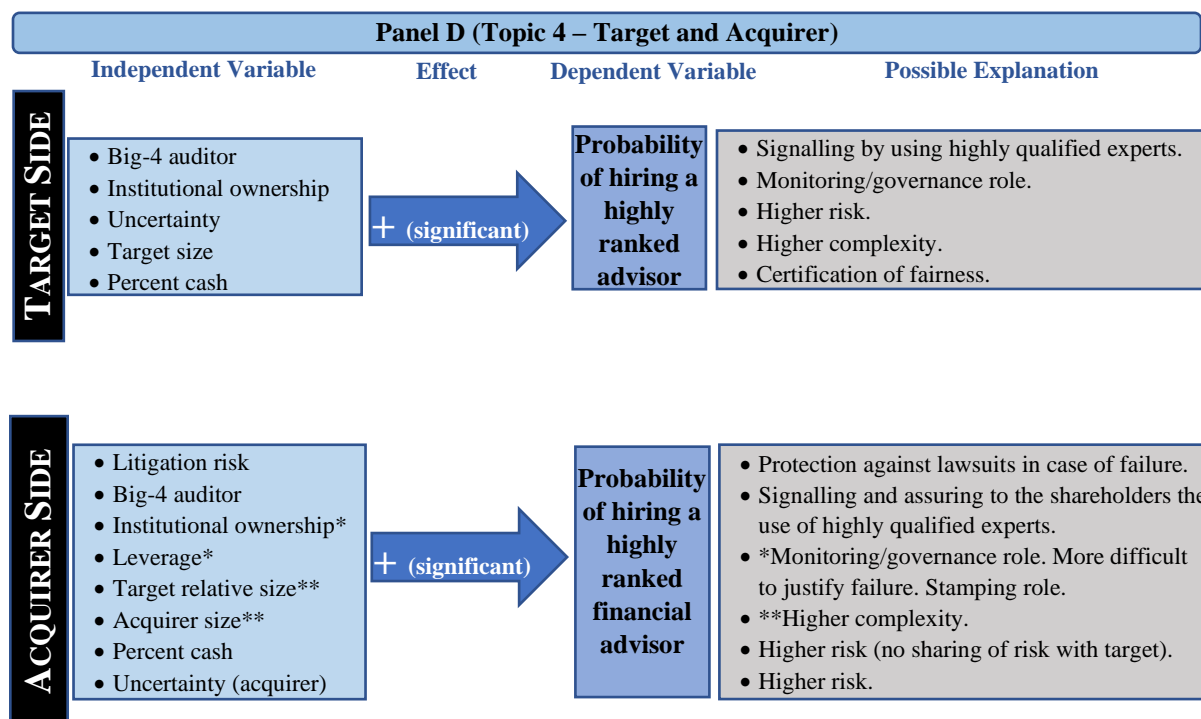 Panel D (Topic 4 – Target and Acquirer)
Independent Variable
Effect
Dependent Variable
Possible Explanation
TARGET SIDE
• Big-4 auditor
• Institutional ownership
• Uncertainty
• Target size
• Percent cash
+ (significant)
Probability
of hiring a
highly
ranked
advisor
• Signalling by using highly qualified experts.
• Monitoring/governance role.
• Higher risk.
• Higher complexity.
• Certification of fairness.
ACQUIRER SIDE
• Litigation risk
• Big-4 auditor
• Institutional ownership*
• Leverage*
• Target relative size**
• Acquirer size**
• Percent cash
• Uncertainty (acquirer)
+ (significant)
Probability
of hiring a
highly
ranked
financial
advisor
• Protection against lawsuits in case of failure.
• Signalling and assuring to the shareholders the
use of highly qualified experts.
• *Monitoring/governance role. More difficult
to justify failure. Stamping role.
• **Higher complexity.
• Higher risk (no sharing of risk with target).
• Higher risk.